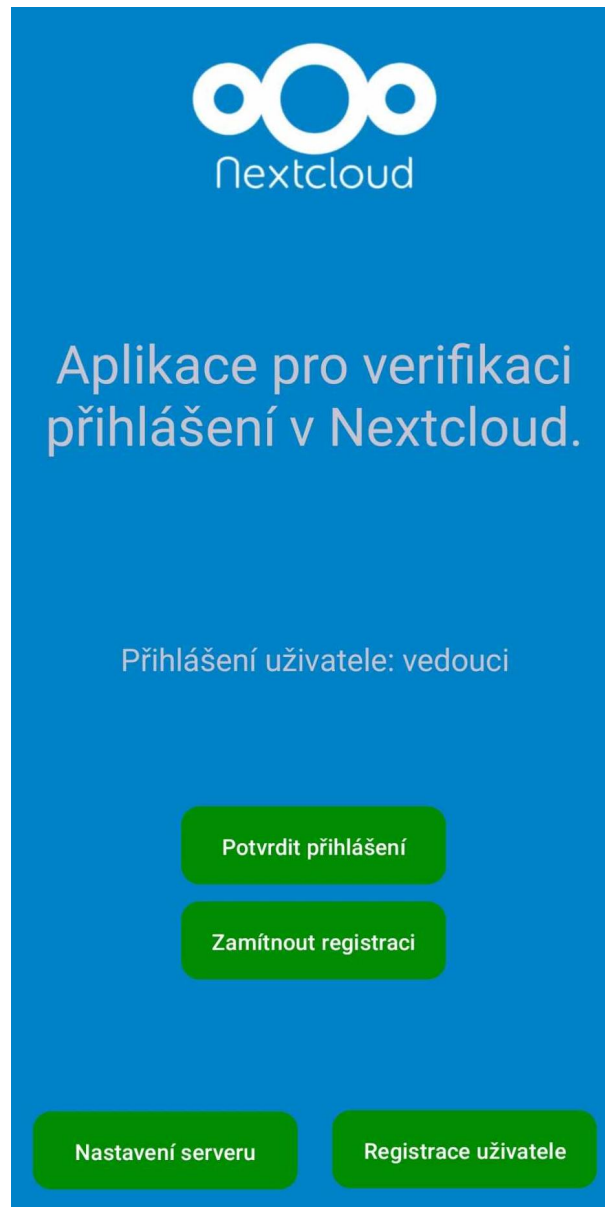 Nextcloud
Aplikace pro verifikaci
přihlášení v Nextcloud.
Přihlášení uživatele: vedouci
Potvrdit přihlášení
Zamítnout registraci
Nastavení serveru
Registrace uživatele